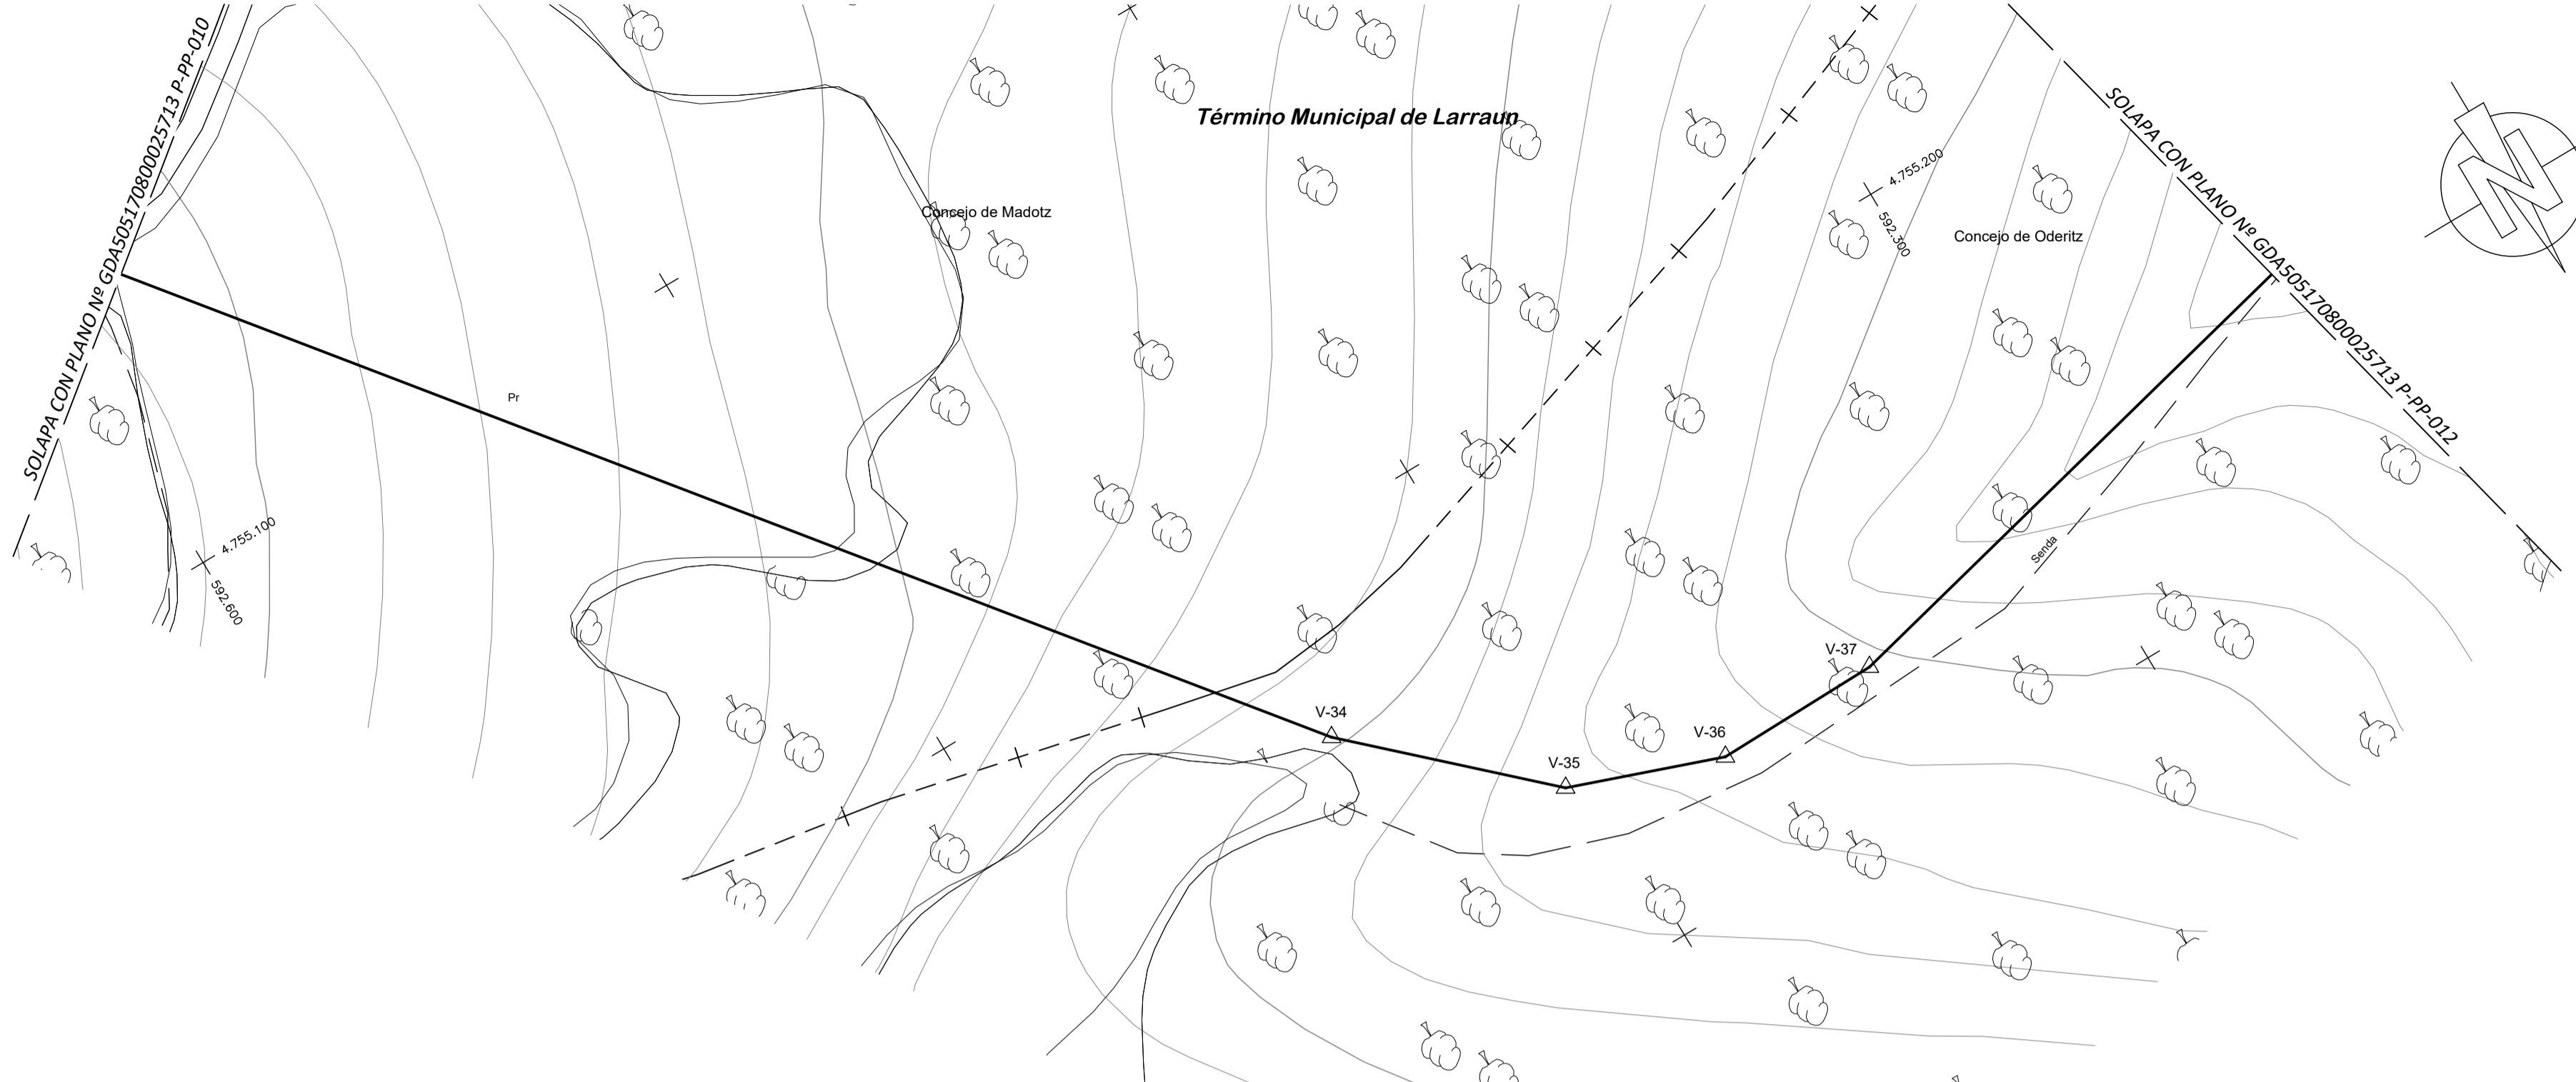 SOLAPA CON PLANO Nº GDA5051708000025713 P-PP-010
Término Municipal de Larraun
SOLAPA CON PLANO Nº GDA5051708000025713 P-PP-012
N
4.755.200
592.300
Concejo de Madotz
Concejo de Oderitz
Pr
4.755.100
592.600
Senda
V-37
V-34
V-36
V-35